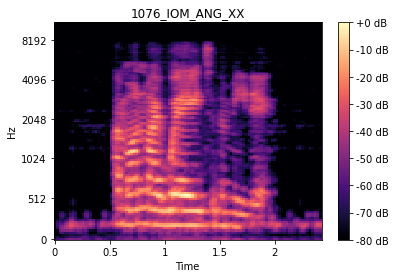 1076_IOM_ANG_XX
8192
4096
2048
1024
512
0
Hz
0
0.5
1
1.5
2
Time
+0 dB
-10 dB
-20 dB
-30 dB
-40 dB
-50 dB
-60 dB
-70 dB
-80 dB